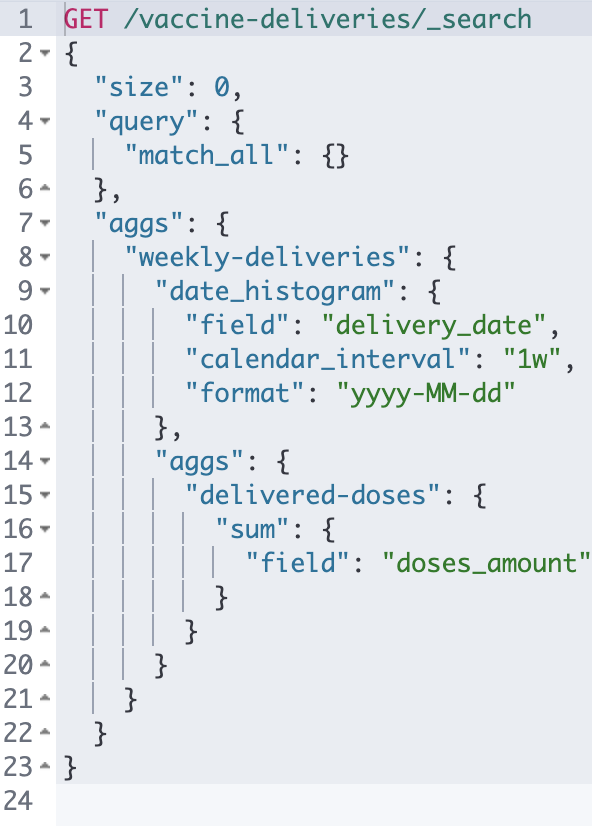 1 GET /vaccine-deliveries/_search
2 {
3   "size": 0,
4   "query": {
5     "match_all": {}
6   },
7   "aggs": {
8     "weekly-deliveries": {
9       "date_histogram": {
10         "field": "delivery_date",
11         "calendar_interval": "1w",
12         "format": "yyyy-MM-dd"
13       },
14       "aggs": {
15         "delivered-doses": {
16           "sum": {
17             "field": "doses_amount"
18           }
19         }
20       }
21     }
22   }
23 }
24